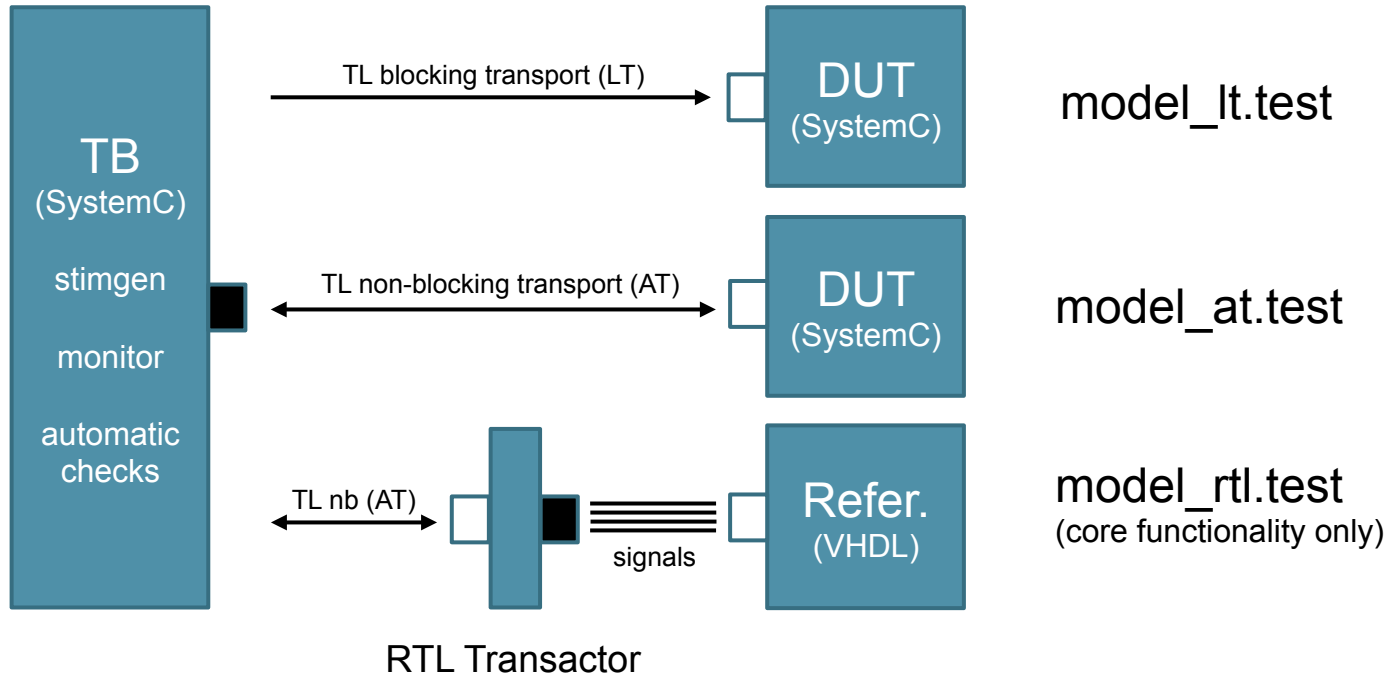 TB
(SystemC)
stimgen
monitor
automatic
checks
TL blocking transport (LT)
DUT
(SystemC)
model_lt.test
TL non-blocking transport (AT)
DUT
(SystemC)
model_at.test
TL nb (AT)
signals
Refer.
(VHDL)
model_rtl.test
(core functionality only)
RTL Transactor